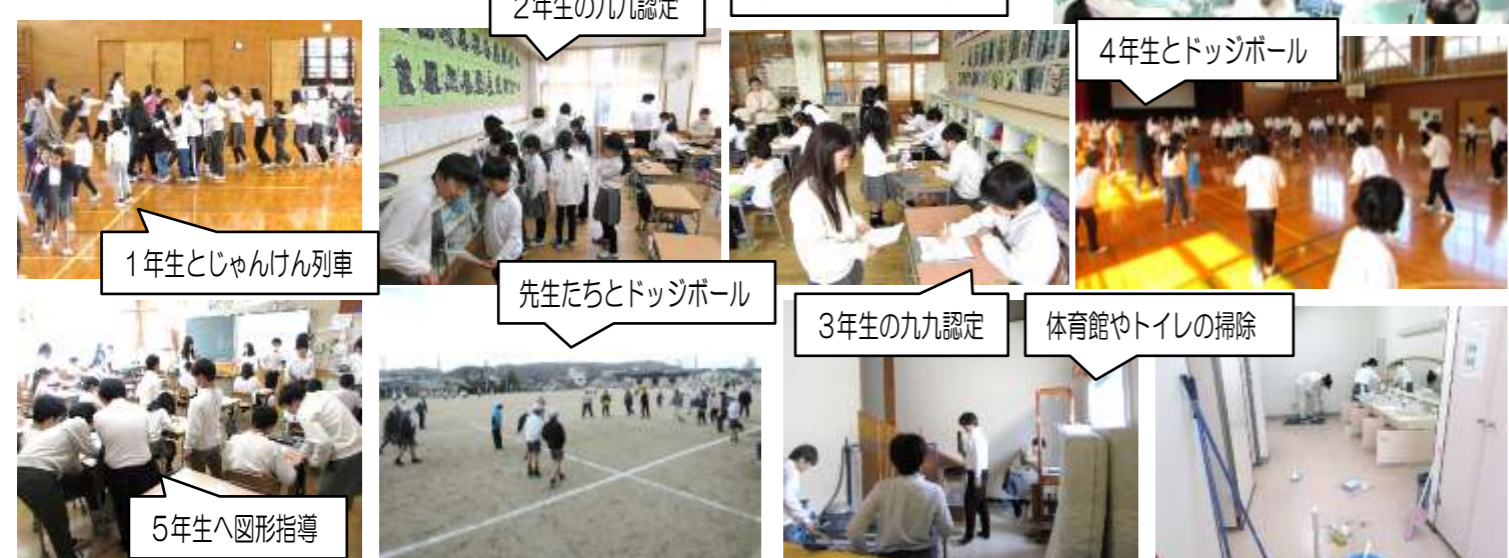 2年生の九九認定
4年生とドッジボール
1年生とじゃんけん列車
先生たちとドッジボール
3年生の九九認定
体育館やトイレの掃除
5年生へ図形指導